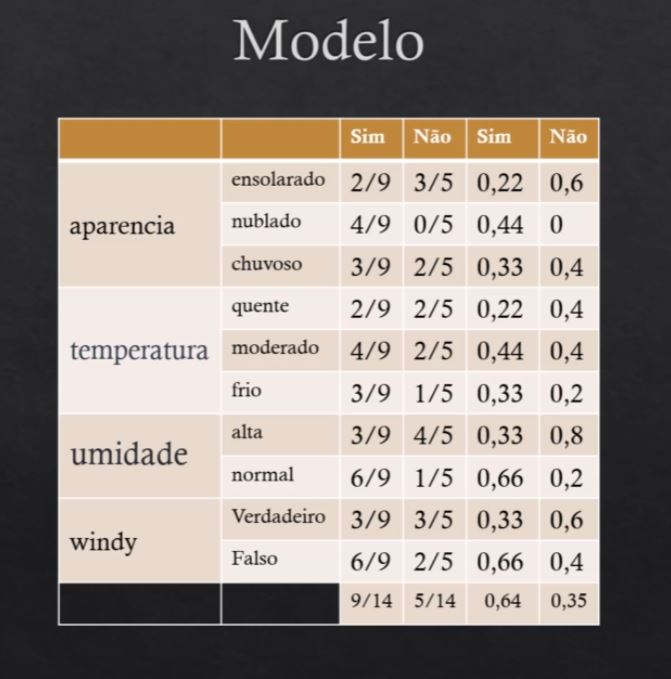 Modelo
Sim Não Sim Não
aparencia
ensolarado 2/9 3/5 0,22 0,6
nublado 4/9 0/5 0,44 0
chuvoso 3/9 2/5 0,33 0,4
temperatura
quente 2/9 2/5 0,22 0,4
moderado 4/9 2/5 0,44 0,4
frio 3/9 1/5 0,33 0,2
umidade
alta 3/9 4/5 0,33 0,8
normal 6/9 1/5 0,66 0,2
windy
Verdadeiro 3/9 3/5 0,33 0,6
Falso 6/9 2/5 0,66 0,4
9/14 5/14 0,64 0,35